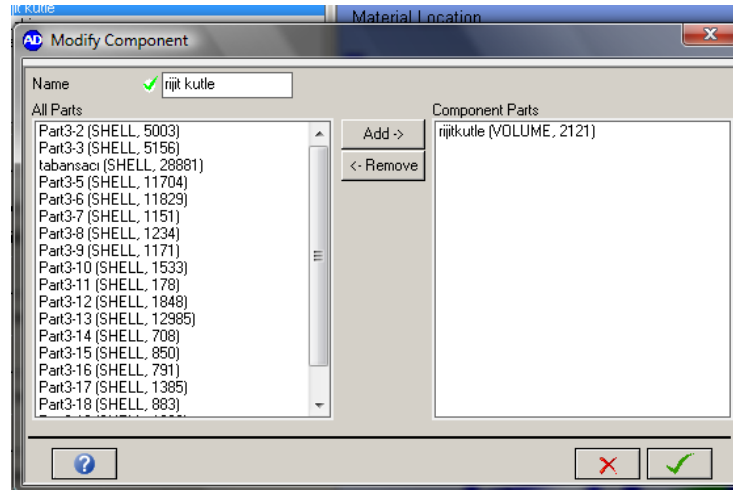 Material Location
AD Modify Component
Name rijit kutle
All Parts
Component Parts
Part3-2 (SHELL, 5003)
Part3-3 (SHELL, 5156)
tabansacı (SHELL, 28881)
Part3-5 (SHELL, 11704)
Part3-6 (SHELL, 11829)
Part3-7 (SHELL, 1151)
Part3-8 (SHELL, 1234)
Part3-9 (SHELL, 1171)
Part3-10 (SHELL, 1533)
Part3-11 (SHELL, 178)
Part3-12 (SHELL, 1848)
Part3-13 (SHELL, 12985)
Part3-14 (SHELL, 708)
Part3-15 (SHELL, 850)
Part3-16 (SHELL, 791)
Part3-17 (SHELL, 1385)
Part3-18 (SHELL, 883)
Add ->
<- Remove
rijitkutle (VOLUME, 2121)